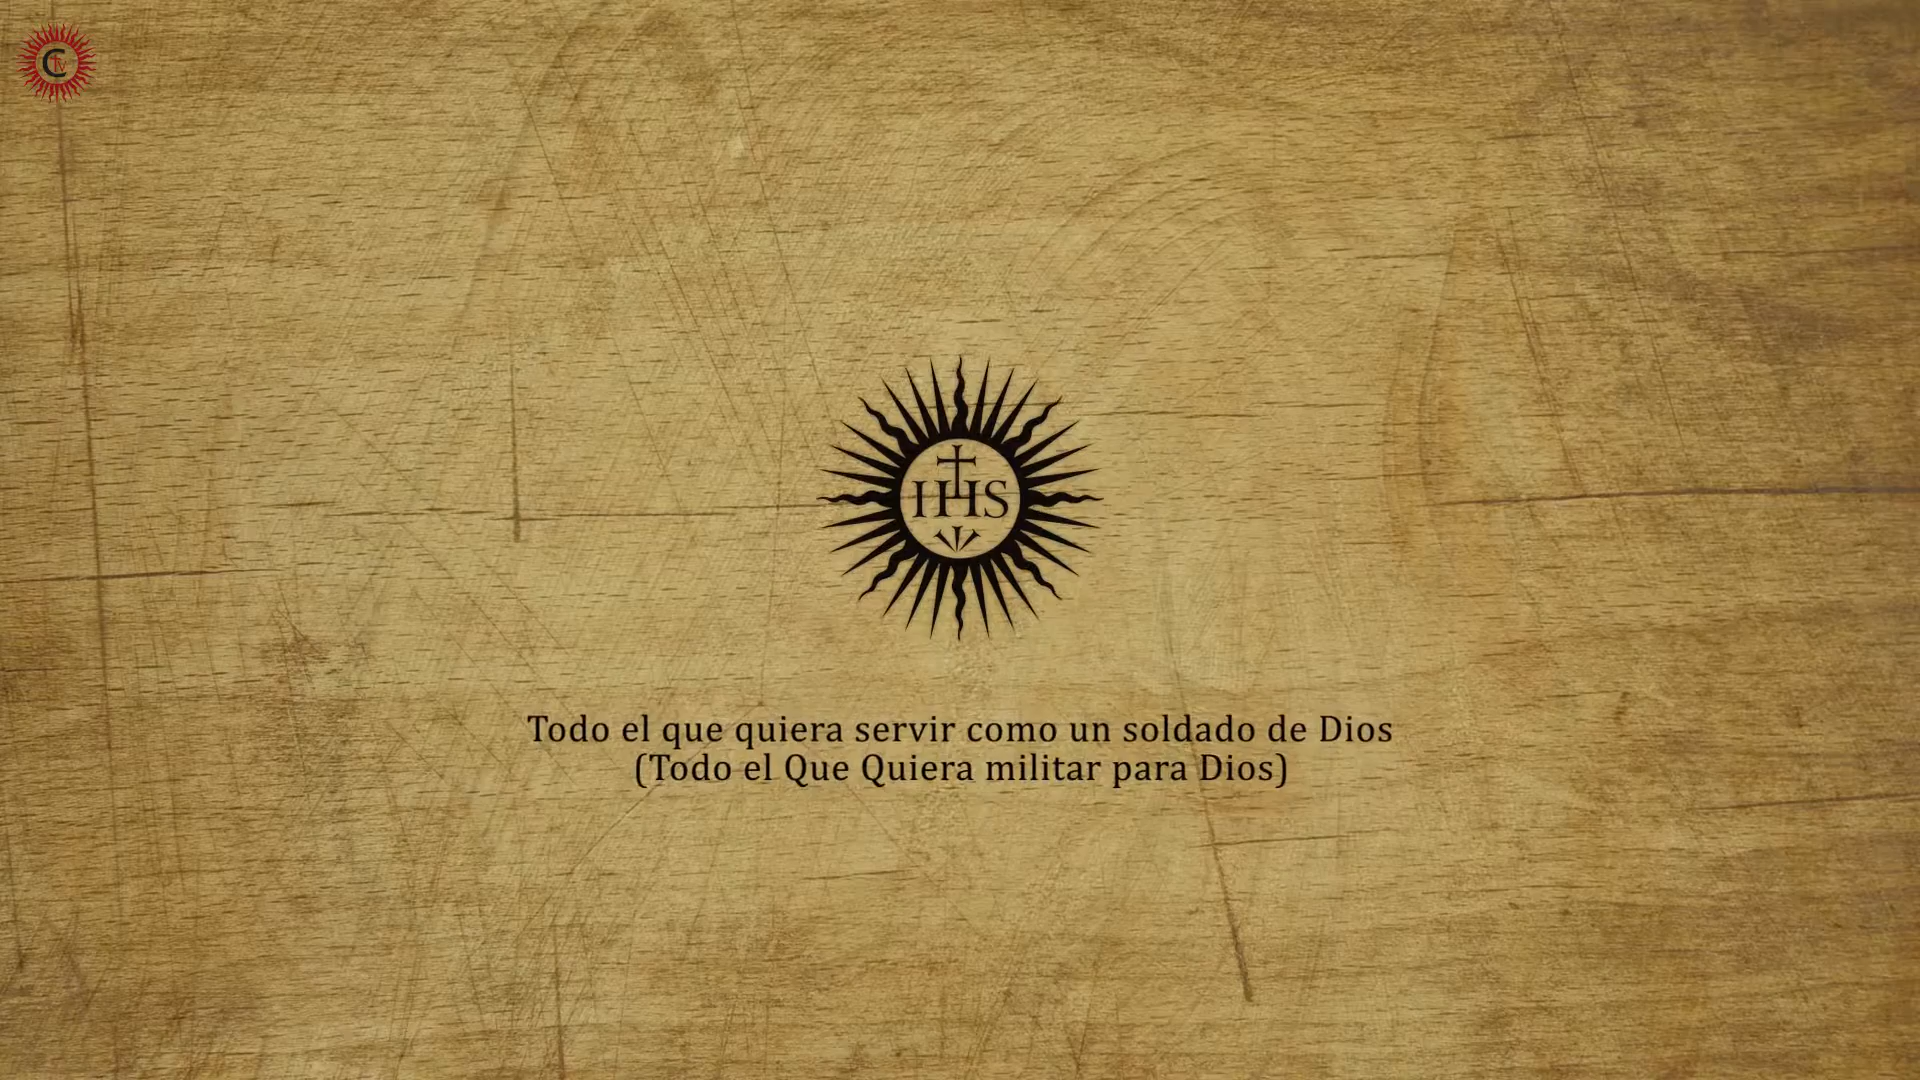 IHS
Todo el que quiera servir como un soldado de Dios
(Todo el Que Quiera militar para Dios)